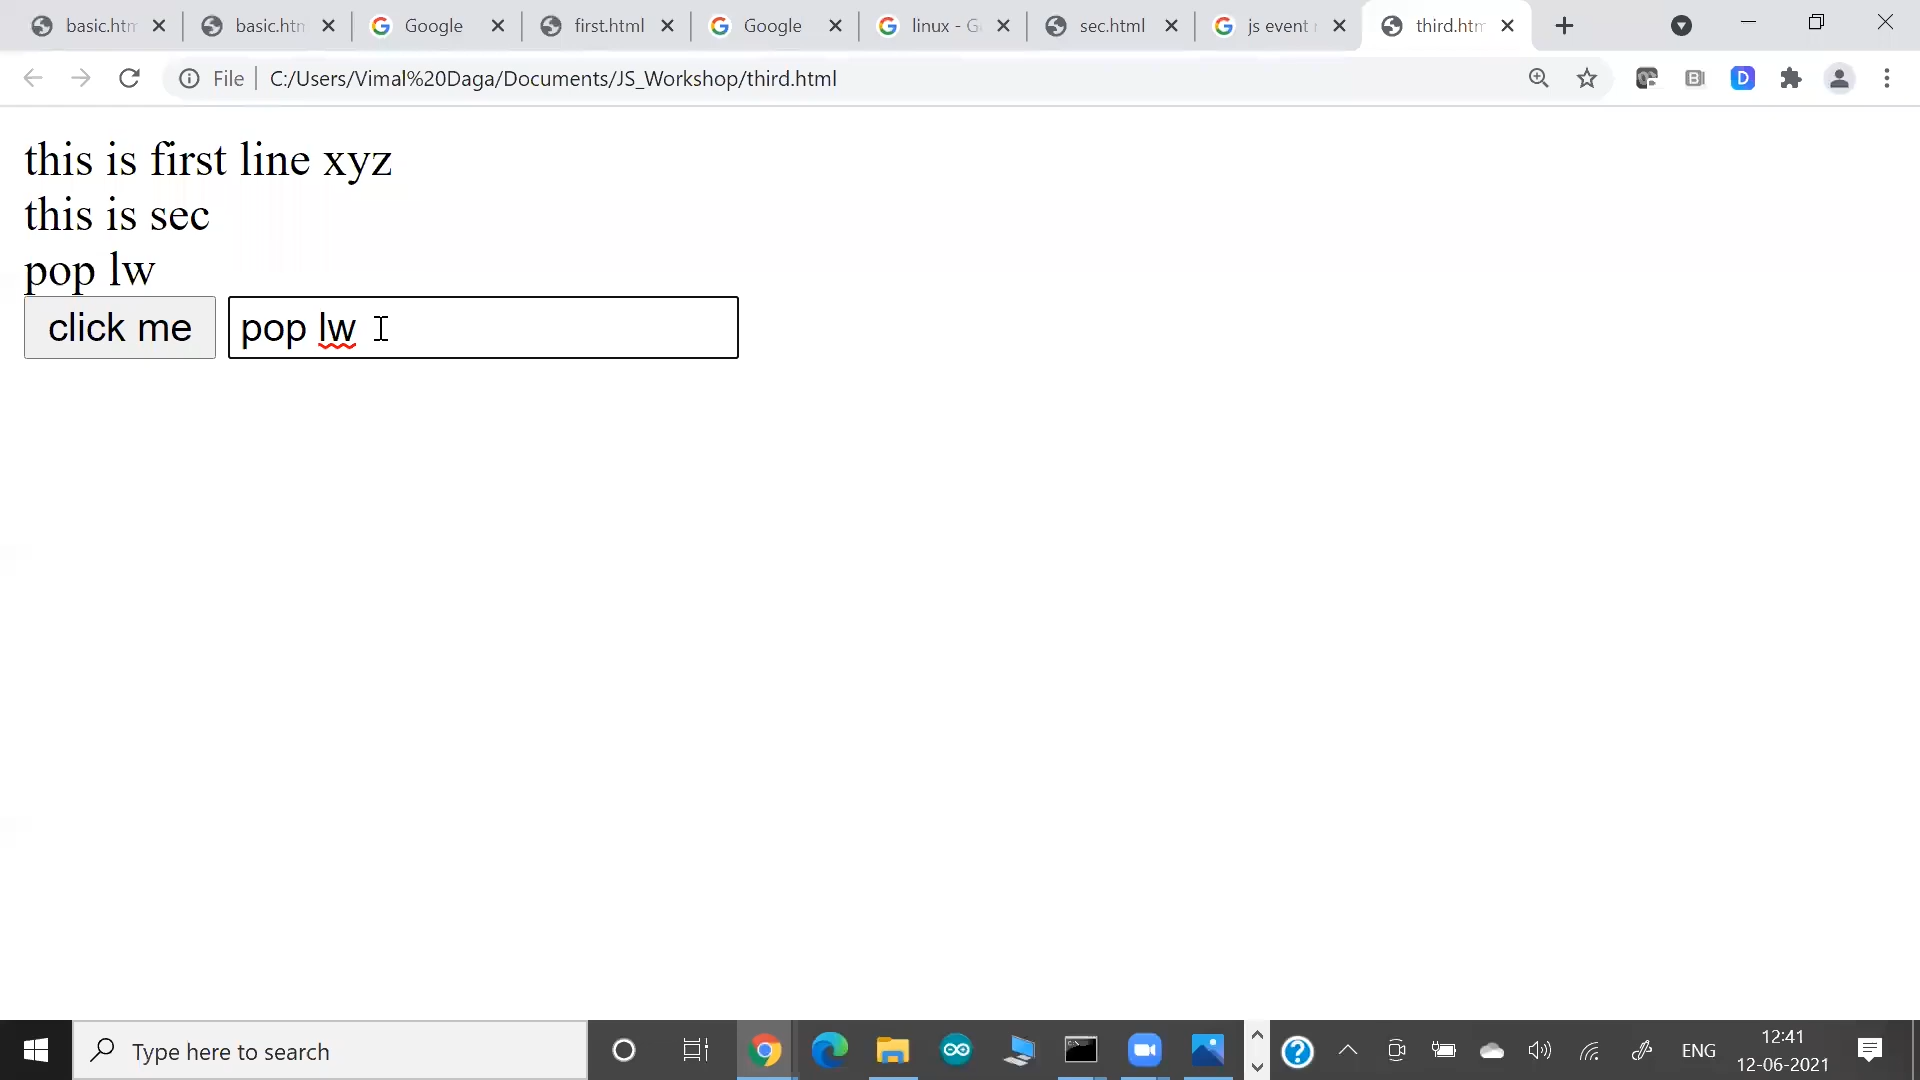 basic.htm
basic.htm
Google
first.html
Google
linux - G
sec.html
js event
third.htm
File
C:/Users/Vimal%20Daga/Documents/JS_Workshop/third.html
D
this is first line xyz
this is sec
pop lw
click me
pop lw
Type here to search
ENG
12:41
12-06-2021